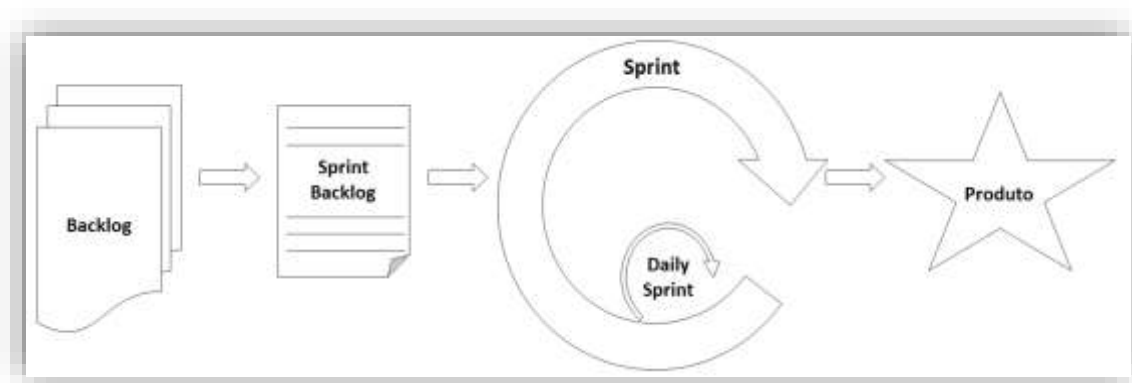 Backlog
Sprint
Backlog
Sprint
Daily
Sprint
Produto